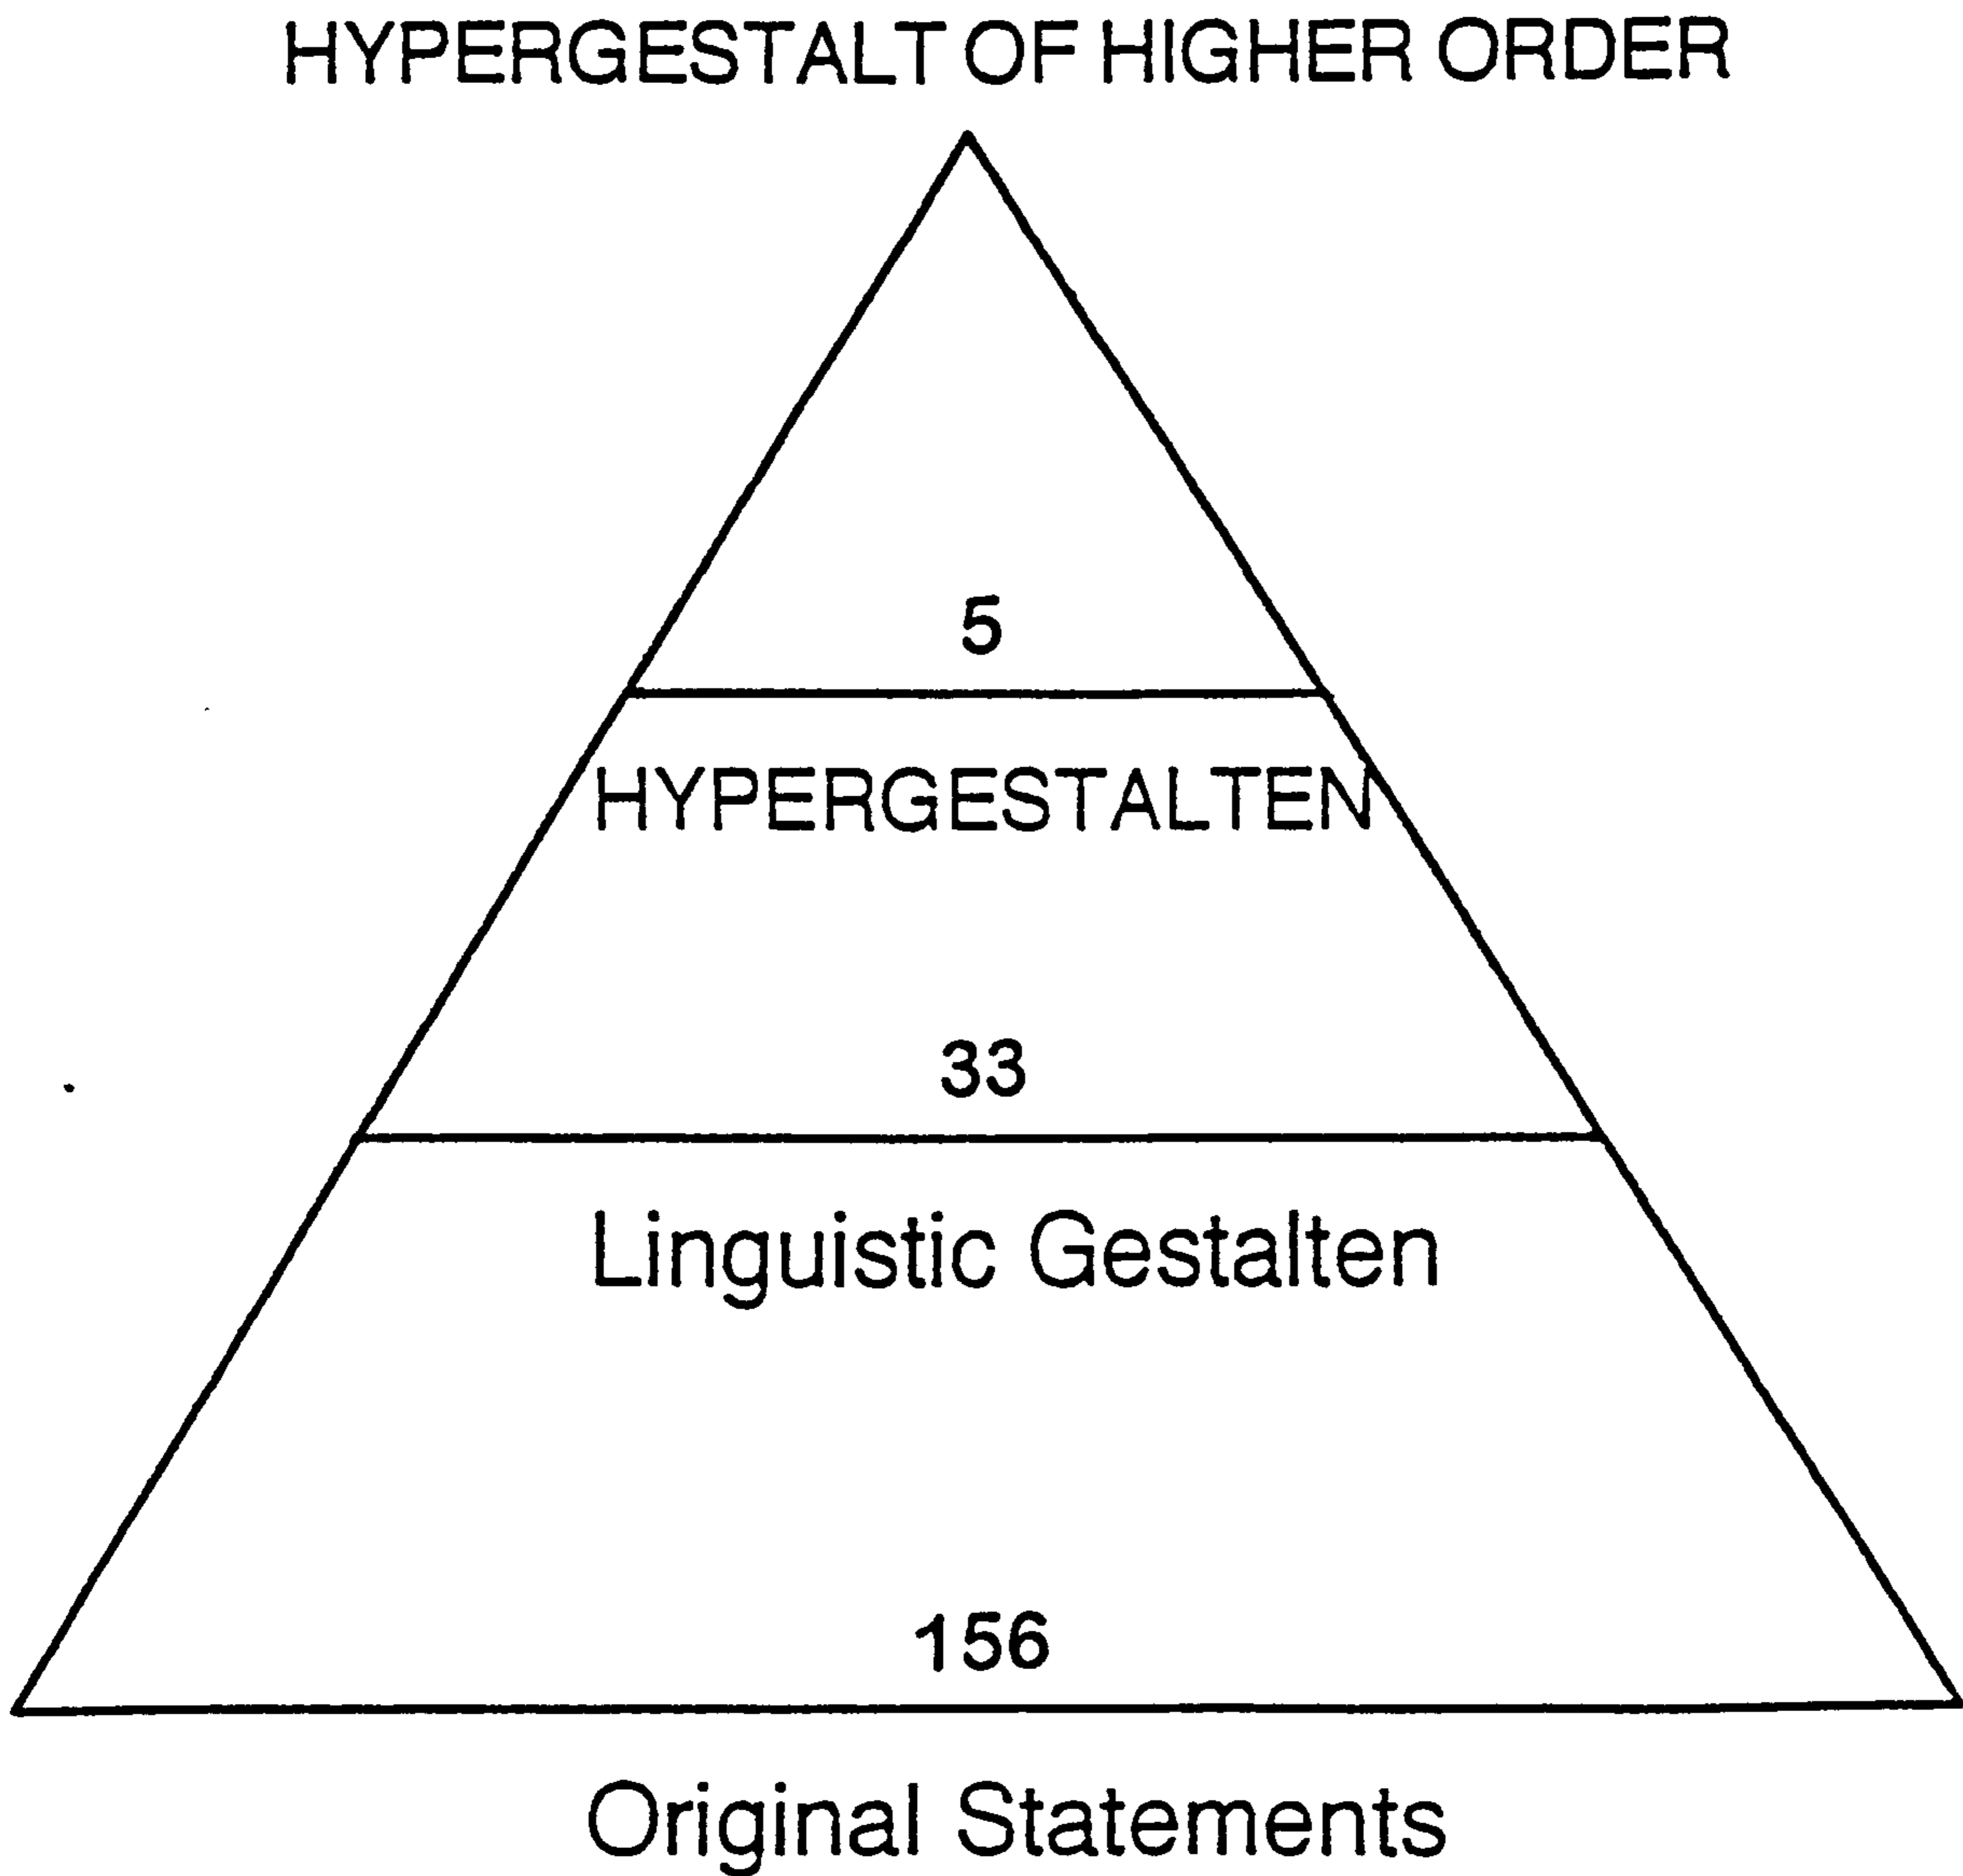 HYPERGESTALT OF HIGHER ORDER
5
HYPERGESTALTEN
33
Linguistic Gestalten
156
Original Statements